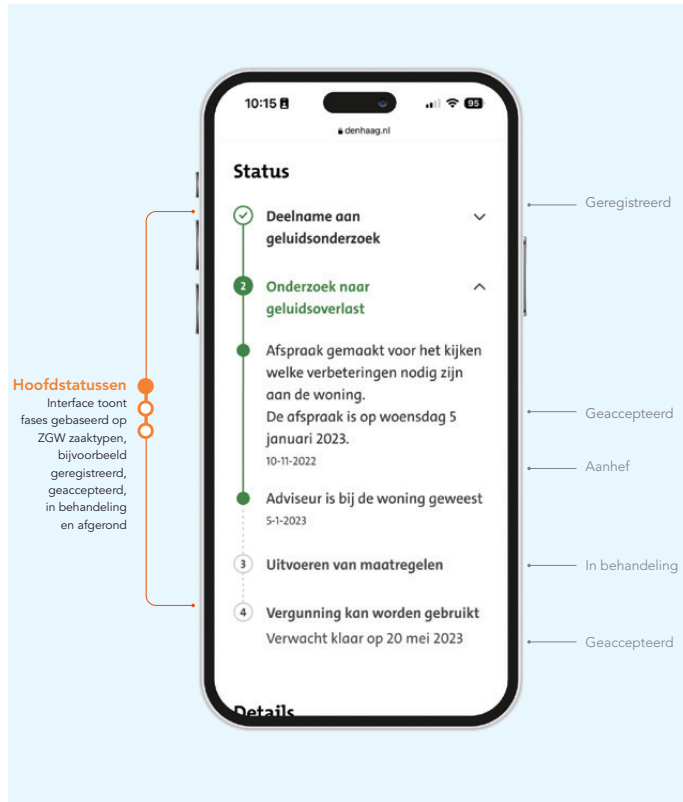 10:15
95
denhaag.nl
Status
Deelname aan
geluidsonderzoek
2
Onderzoek naar
geluidsoverlast
Afspraak gemaakt voor het kijken
welke verbeteringen nodig zijn
aan de woning.
De afspraak is op woensdag 5
januari 2023.
10-11-2022
Adviseur is bij de woning geweest
5-1-2023
3
Uitvoeren van maatregelen
4
Vergunning kan worden gebruikt
Verwacht klaar op 20 mei 2023
Details
Hoofdstatussen
Interface toont
fases gebaseerd op
ZGW zaaktypen,
bijvoorbeeld
geregistreerd,
geaccepteerd,
in behandeling
en afgerond
Geregistreerd
Geaccepteerd
Aanhef
In behandeling
Geaccepteerd